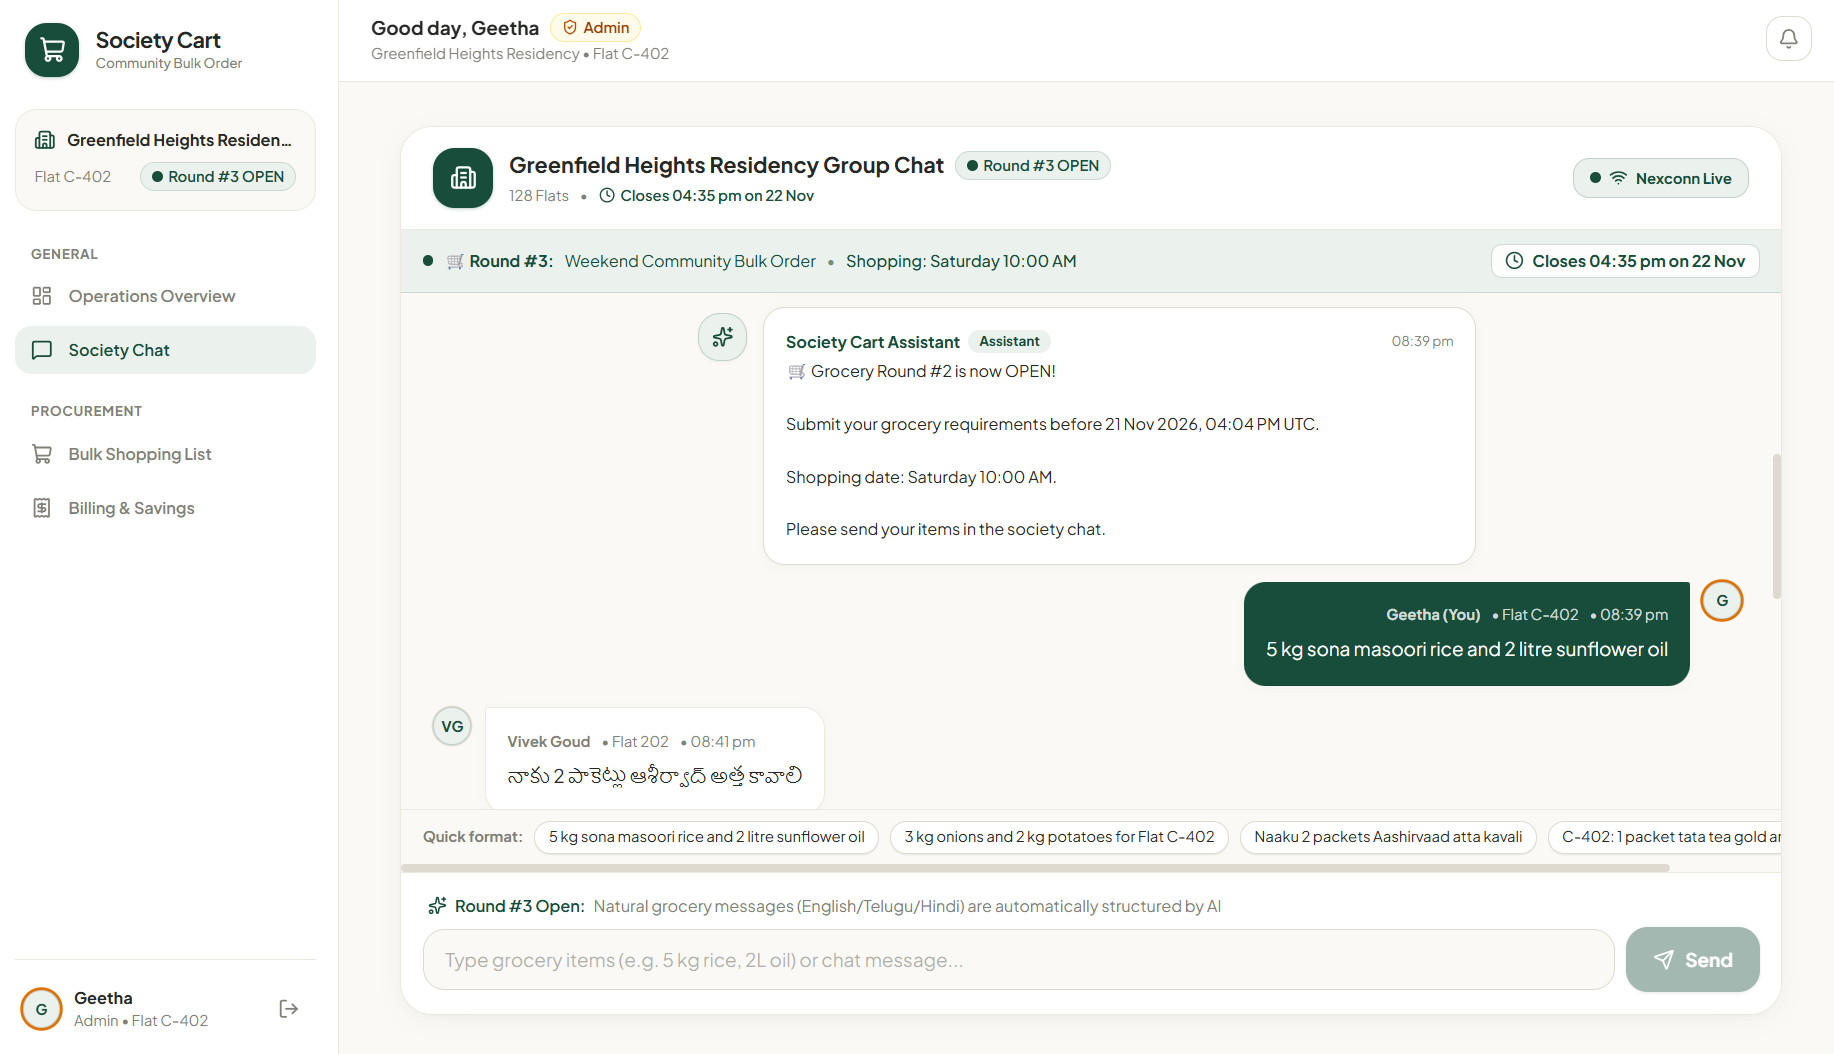 Society Cart
Community Bulk Order
Greenfield Heights Residen...
Flat C-402
Round #3 OPEN
GENERAL
Operations Overview
Society Chat
PROCUREMENT
Bulk Shopping List
Billing & Savings
G
Geetha
Admin • Flat C-402
Good day, Geetha
Admin
Greenfield Heights Residency • Flat C-402
Greenfield Heights Residency Group Chat
Round #3 OPEN
128 Flats • Closes 04:35 pm on 22 Nov
Nexconn Live
Round #3: Weekend Community Bulk Order • Shopping: Saturday 10:00 AM
Closes 04:35 pm on 22 Nov
Society Cart Assistant Assistant 08:39 pm
Grocery Round #2 is now OPEN!
Submit your grocery requirements before 21 Nov 2026, 04:04 PM UTC.
Shopping date: Saturday 10:00 AM.
Please send your items in the society chat.
Geetha (You) • Flat C-402 • 08:39 pm
G
5 kg sona masoori rice and 2 litre sunflower oil
VG
Vivek Goud • Flat 202 • 08:41 pm
నాకు 2 పాకెట్లు ఆశీర్వాద్ అత్త కావాలి
Quick format: 5 kg sona masoori rice and 2 litre sunflower oil 3 kg onions and 2 kg potatoes for Flat C-402 Naaku 2 packets Aashirvaad atta kavali C-402: 1 packet tata tea gold
Round #3 Open: Natural grocery messages (English/Telugu/Hindi) are automatically structured by AI
Type grocery items (e.g. 5 kg rice, 2L oil) or chat message...
Send